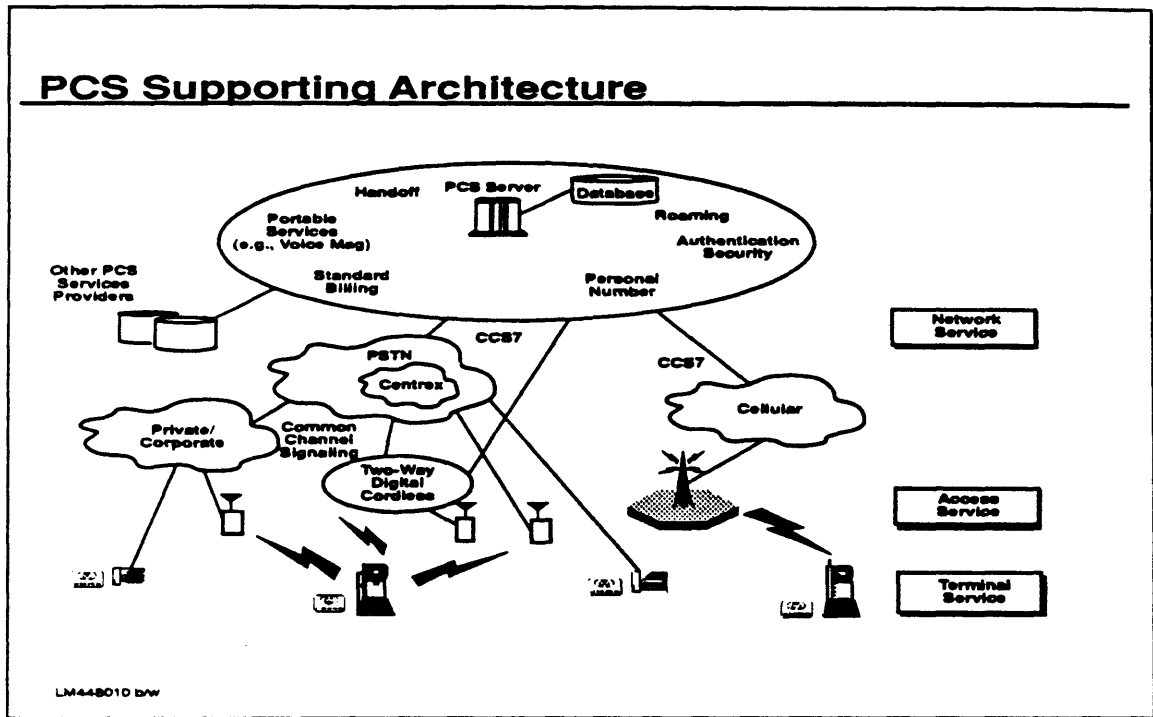 PCS Supporting Architecture
Handoff
PCS Server
Database
Portable
Services
(e.g., Voice Mag)
Roaming
Authentication
Security
Standard
Billing
Personal
Number
Other PCS
Services
Providers
Network
Service
CCS7
PSTN
Centrex
CCS7
Cellular
Private/
Corporate
Common
Channel
Signaling
Two-Way
Digital
Cordless
Access
Service
Terminal
Service
LM448010 b/w